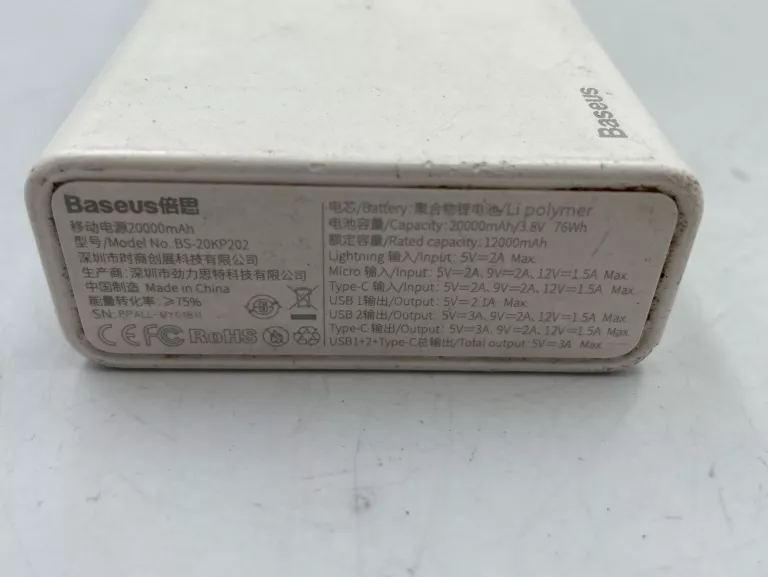 Baseus
Baseus倍思
移动电源20000mAh
型号/Model No. BS-20KP202
深圳市时商创展科技有限公司
生产商: 深圳市劲力思特科技有限公司
中国制造 Made in China
能量转化率: ≥75%
SN:
CE FC RoHS
电芯/Battery: 聚合物锂电池/Li polymer
电池容量/Capacity: 20000mAh/3.8V 76Wh
额定容量/Rated capacity: 12000mAh
Lightning 输入/Input: 5V⎓2A Max.
Micro 输入/Input: 5V⎓2A, 9V⎓2A, 12V⎓1.5A Max.
Type-C 输入/Input: 5V⎓2A, 9V⎓2A, 12V⎓1.5A Max.
USB 1输出/Output: 5V⎓2.1A Max.
USB 2输出/Output: 5V⎓3A, 9V⎓2A, 12V⎓1.5A Max.
Type-C 输出/Output: 5V⎓3A, 9V⎓2A, 12V⎓1.5A Max.
USB1+2+Type-C总输出/Total output: 5V⎓3A Max.